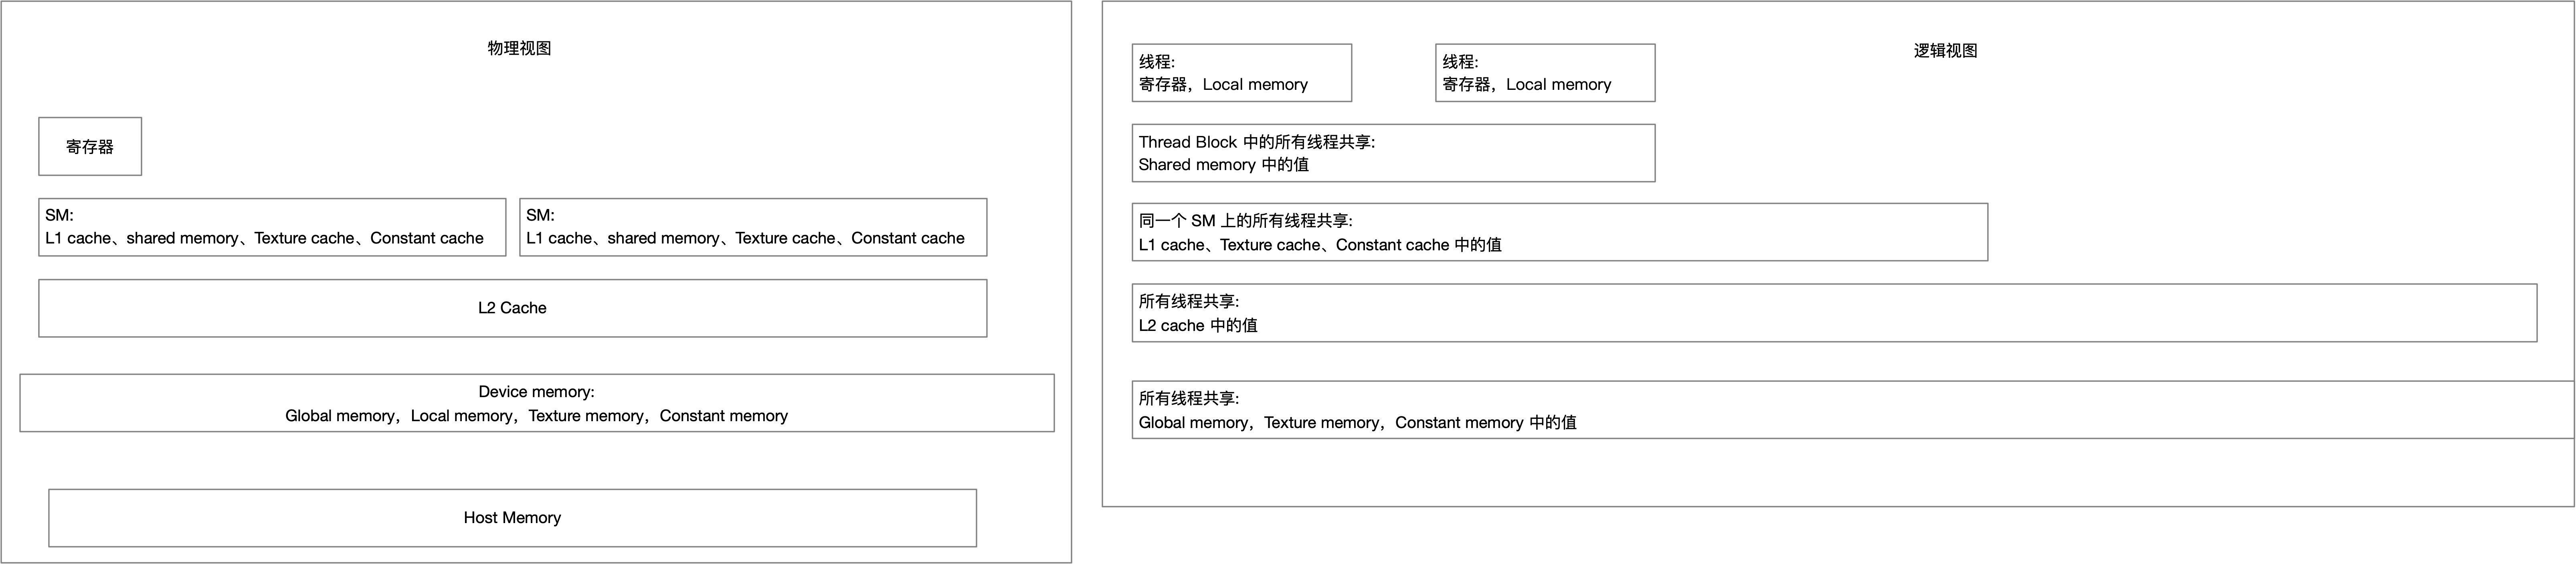 物理视图
寄存器
SM:
L1 cache、shared memory、Texture cache、Constant cache
SM:
L1 cache、shared memory、Texture cache、Constant cache
L2 Cache
Device memory:
Global memory，Local memory，Texture memory，Constant memory
Host Memory
逻辑视图
线程:
寄存器，Local memory
线程:
寄存器，Local memory
Thread Block 中的所有线程共享:
Shared memory 中的值
同一个 SM 上的所有线程共享:
L1 cache、Texture cache、Constant cache 中的值
所有线程共享:
L2 cache 中的值
所有线程共享:
Global memory，Texture memory，Constant memory 中的值